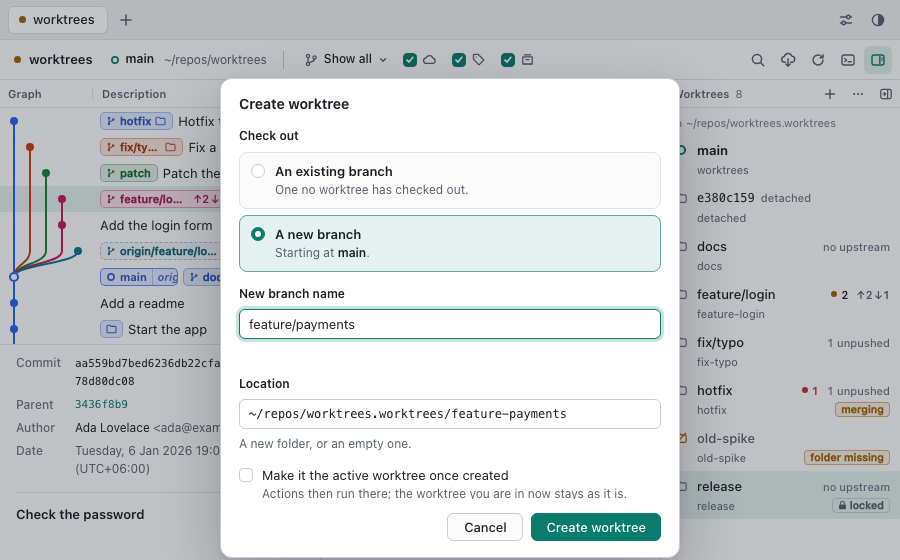 worktrees
worktrees
main
~/repos/worktrees
Show all
Graph
Description
Worktrees 8
hotfix
Hotfix
~/repos/worktrees.worktrees
fix/ty...
Fix a
main
worktrees
patch
Patch the
feature/lo...
↑2↓
e380c159 detached
detached
Add the login form
origin/feature/lo...
docs
no upstream
docs
main
orig
doc
Add a readme
feature/login
2 ↑2↓1
feature-login
Start the app
fix/typo
1 unpushed
fix-typo
Commit
aa559bd7bed6236db22cfa
78d80dc08
Parent
3436f8b9
hotfix
1 1 unpushed
hotfix
merging
Author
Ada Lovelace <ada@exam
Date
Tuesday, 6 Jan 2026 19:0
(UTC+06:00)
old-spike
old-spike
folder missing
release
no upstream
release
locked
Check the password
Create worktree
Check out
An existing branch
One no worktree has checked out.
A new branch
Starting at main.
New branch name
feature/payments
Location
~/repos/worktrees.worktrees/feature-payments
A new folder, or an empty one.
Make it the active worktree once created
Actions then run there; the worktree you are in now stays as it is.
Cancel
Create worktree